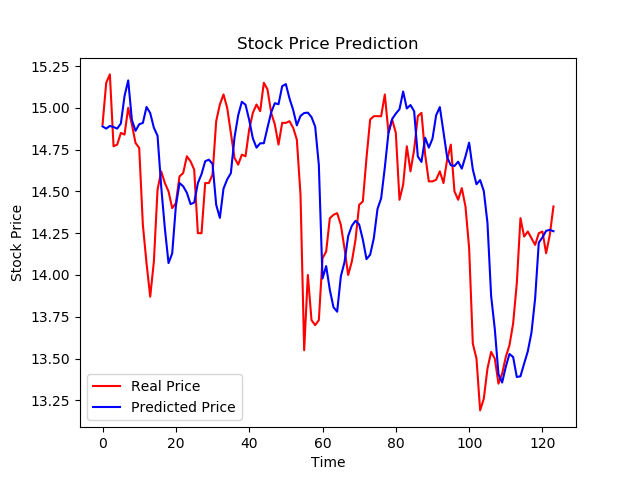 Stock Price Prediction
Stock Price
15.25
15.00
14.75
14.50
14.25
14.00
13.75
13.50
13.25
Real Price
Predicted Price
0 20 40 60 80 100 120
Time